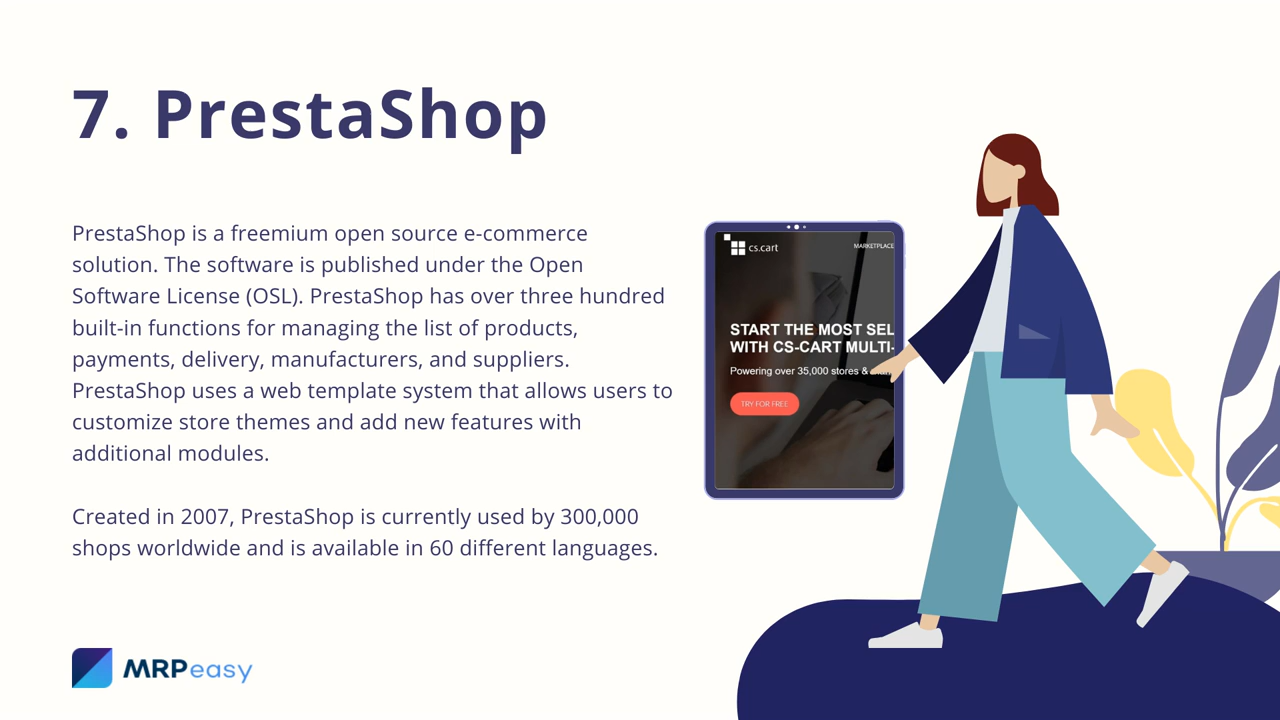 7. PrestaShop
PrestaShop is a freemium open source e-commerce
solution. The software is published under the Open
Software License (OSL). PrestaShop has over three hundred
built-in functions for managing the list of products,
payments, delivery, manufacturers, and suppliers.
PrestaShop uses a web template system that allows users to
customize store themes and add new features with
additional modules.
Created in 2007, PrestaShop is currently used by 300,000
shops worldwide and is available in 60 different languages.
cs.cart
MARKETPLACE
START THE MOST SEL
WITH CS-CART MULTI-
Powering over 35,000 stores &
TRY FOR FREE
MRPeasy